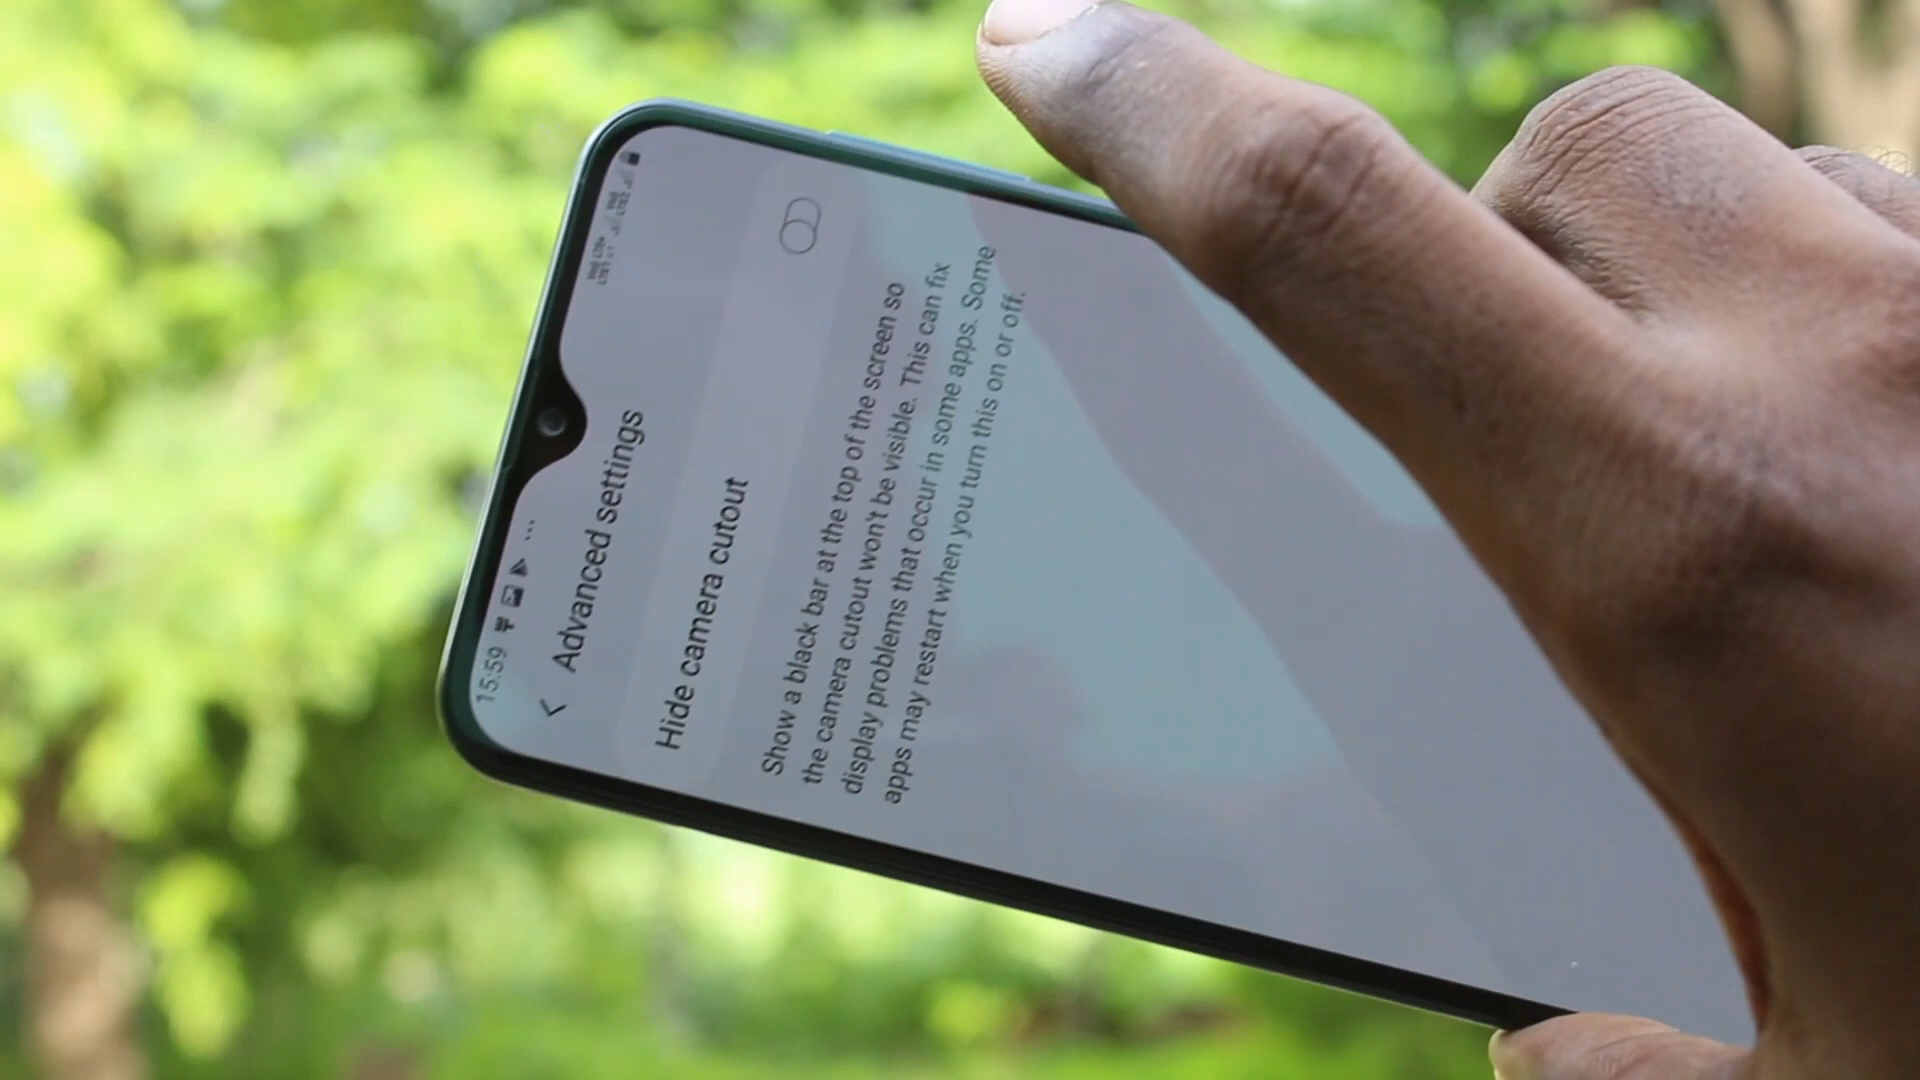 15:59
Advanced settings
Hide camera cutout
Show a black bar at the top of the screen so
the camera cutout won't be visible. This can fix
display problems that occur in some apps. Some
apps may restart when you turn this on or off.